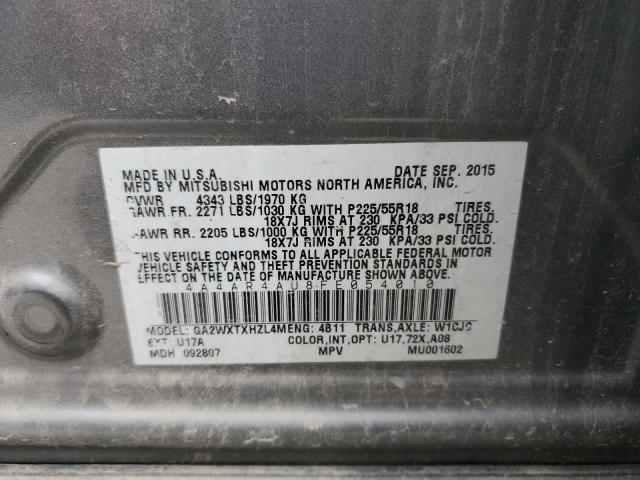 MADE IN U.S.A. DATE SEP. 2015
MFD BY MITSUBISHI MOTORS NORTH AMERICA, INC.
GVWR 4343 LBS/1970 KG
GAWR FR. 2271 LBS/1030 KG WITH P225/55R18 TIRES.
18X7J RIMS AT 230 KPA/33 PSI COLD.
GAWR RR. 2205 LBS/1000 KG WITH P225/55R18 TIRES.
18X7J RIMS AT 230 KPA/33 PSI COLD.
THIS VEHICLE CONFORMS TO ALL APPLICABLE FEDERAL MOTOR
VEHICLE SAFETY AND THEFT PREVENTION STANDARDS IN
EFFECT ON THE DATE OF MANUFACTURE SHOWN ABOVE.
4A4AR4AU8FE054010
MODEL: GA2WXTXHZL4MENG: 4B11 TRANS,AXLE: W1CJC
EXT: U17A COLOR,INT,OPT: U17,72X,A08
MDH 092807 MPV MU001602